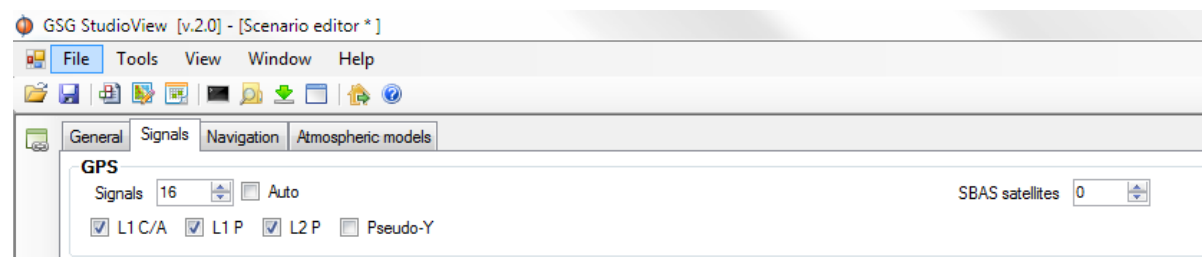 GSG StudioView [v.2.0] - [Scenario editor * ]
File Tools View Window Help
General Signals Navigation Atmospheric models
GPS
Signals 16 Auto SBAS satellites 0
L1 C/A L1 P L2 P Pseudo-Y